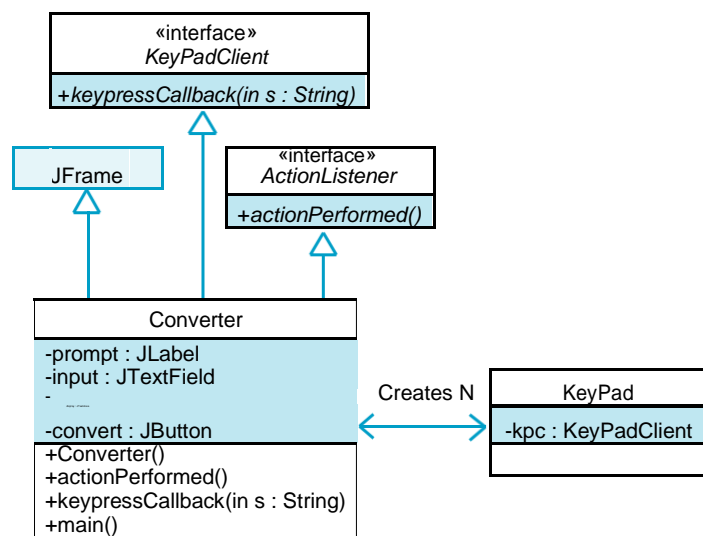 «interface»
KeyPadClient
+keypressCallback(in s : String)
JFrame
«interface»
ActionListener
+actionPerformed()
Converter
-prompt : JLabel
-input : JTextField
-
-convert : JButton
+Converter()
+actionPerformed()
+keypressCallback(in s : String)
+main()
Creates N
KeyPad
-kpc : KeyPadClient